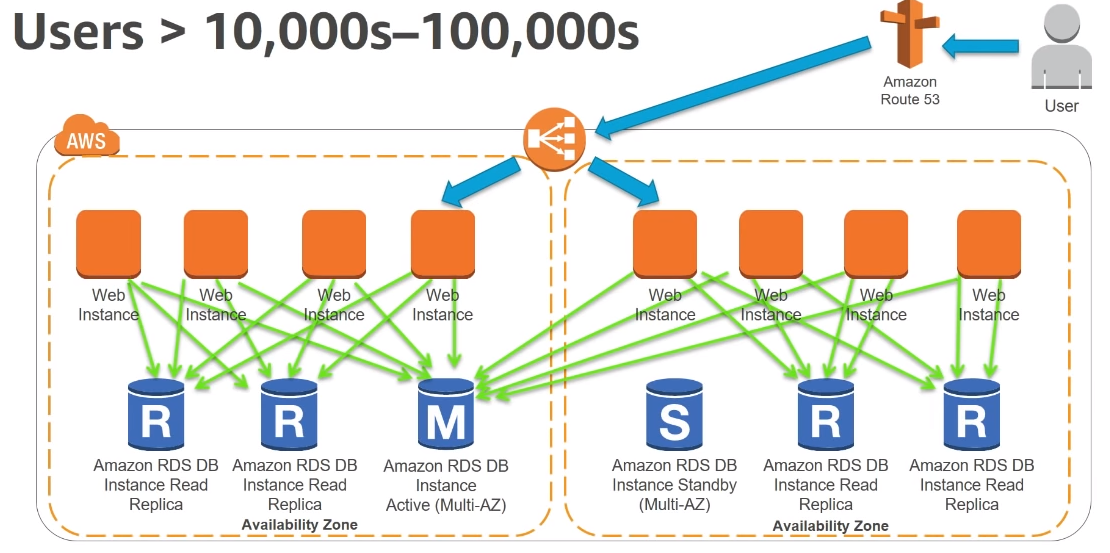 Users > 10,000s–100,000s
Amazon
Route 53
User
AWS
Web
Instance
Web
Instance
Web
Instance
Web
Instance
Web
Instance
Web
Instance
Web
Instance
Web
Instance
R
R
M
S
R
R
Amazon RDS DB
Instance Read
Replica
Amazon RDS DB
Instance Read
Replica
Amazon RDS DB
Instance
Active (Multi-AZ)
Amazon RDS DB
Instance Standby
(Multi-AZ)
Amazon RDS DB
Instance Read
Replica
Amazon RDS DB
Instance Read
Replica
Availability Zone
Availability Zone